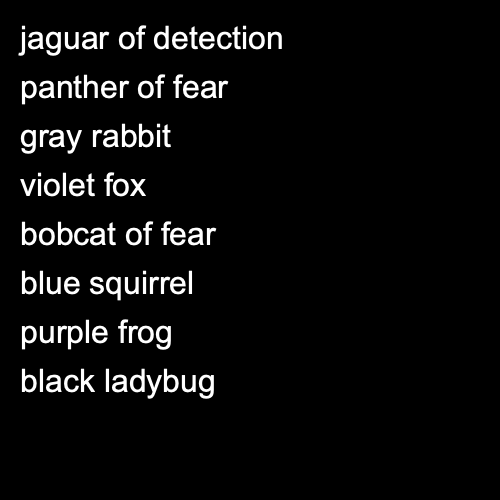 jaguar of detection
panther of fear
gray rabbit
violet fox
bobcat of fear
blue squirrel
purple frog
black ladybug